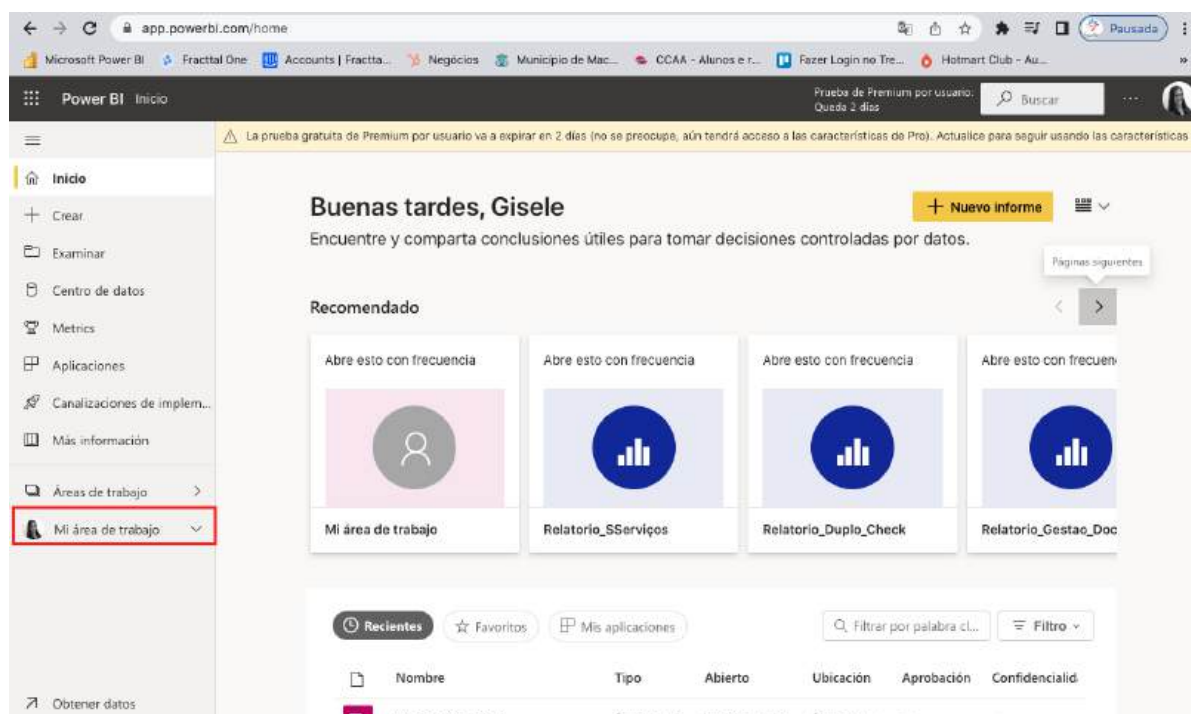 app.powerbi.com/home
Pausada
Microsoft Power BI
Fracttal One
Accounts | Fractta...
Negócios
Município de Mac...
CCAA - Alunos e r...
Fazer Login no Tre...
Hotmart Club - Au...
Power BI Inicio
Prueba de Premium por usuario:
Queda 2 días
Buscar
La prueba gratuita de Premium por usuario va a expirar en 2 días (no se preocupe, aún tendrá acceso a las características de Pro). Actualice para seguir usando las características
Inicio
Crear
Examinar
Centro de datos
Metrics
Aplicaciones
Canalizaciones de implem...
Más información
Áreas de trabajo
Mi área de trabajo
Obtener datos
Buenas tardes, Gisele
Nuevo informe
Encuentre y comparta conclusiones útiles para tomar decisiones controladas por datos.
Páginas siguientes
Recomendado
Abre esto con frecuencia
Mi área de trabajo
Abre esto con frecuencia
Relatorio_SServiços
Abre esto con frecuencia
Relatorio_Duplo_Check
Abre esto con frecuen
Relatorio_Gestao_Doc
Recientes
Favoritos
Mis aplicaciones
Filtrar por palabra cl...
Filtro
Nombre
Tipo
Abierto
Ubicación
Aprobación
Confidencialid